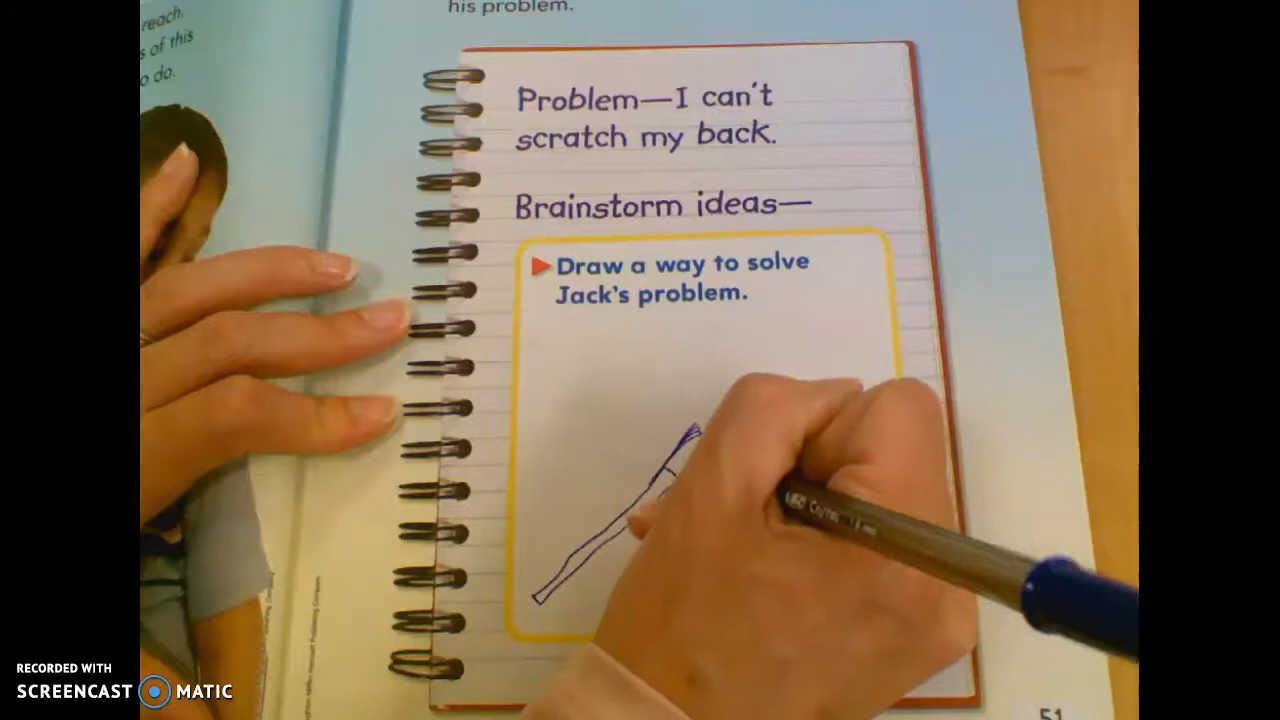 reach.
s of this
o do.
his problem.
Problem—I can't
scratch my back.
Brainstorm ideas—
Draw a way to solve
Jack's problem.
51
RECORDED WITH
SCREENCAST MATIC